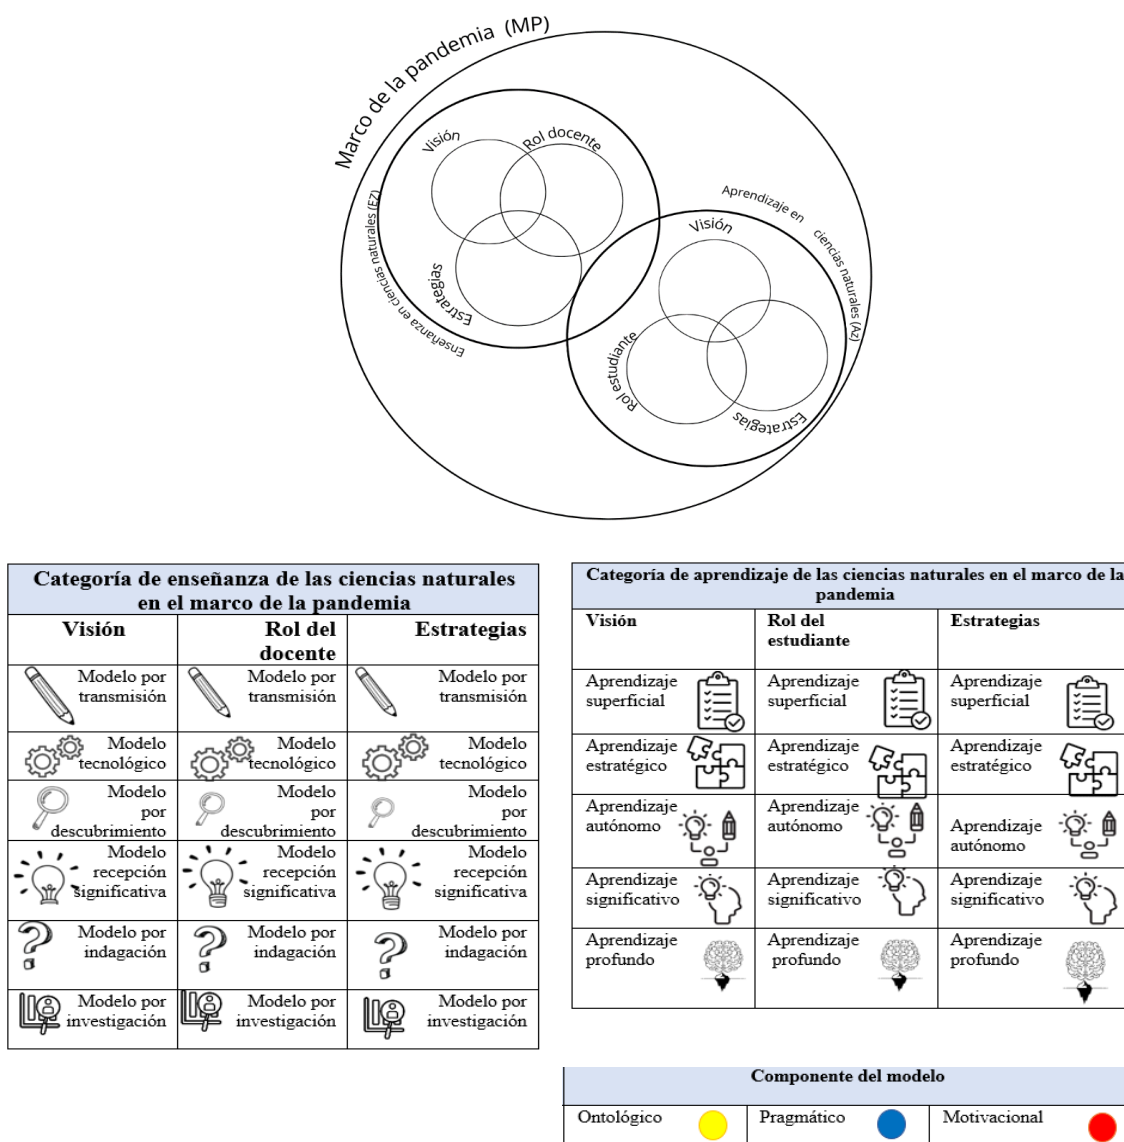 Marco de la pandemia (MP)
Visión
Rol docente
Estrategias
Enseñanza en ciencias naturales (EZ)
Aprendizaje en ciencias naturales (Az)
Visión
Rol estudiante
Estrategias
Categoría de enseñanza de las ciencias naturales
en el marco de la pandemia
Visión
Rol del
docente
Estrategias
Modelo por
transmisión
Modelo por
transmisión
Modelo por
transmisión
Modelo
tecnológico
Modelo
tecnológico
Modelo
tecnológico
Modelo
por
descubrimiento
Modelo
por
descubrimiento
Modelo
por
descubrimiento
Modelo
recepción
significativa
Modelo
recepción
significativa
Modelo
recepción
significativa
Modelo por
indagación
Modelo por
indagación
Modelo por
indagación
Modelo por
investigación
Modelo por
investigación
Modelo por
investigación
Categoría de aprendizaje de las ciencias naturales en el marco de la
pandemia
Visión
Rol del
estudiante
Estrategias
Aprendizaje
superficial
Aprendizaje
superficial
Aprendizaje
superficial
Aprendizaje
estratégico
Aprendizaje
estratégico
Aprendizaje
estratégico
Aprendizaje
autónomo
Aprendizaje
autónomo
Aprendizaje
autónomo
Aprendizaje
significativo
Aprendizaje
significativo
Aprendizaje
significativo
Aprendizaje
profundo
Aprendizaje
profundo
Aprendizaje
profundo
Componente del modelo
Ontológico
Pragmático
Motivacional